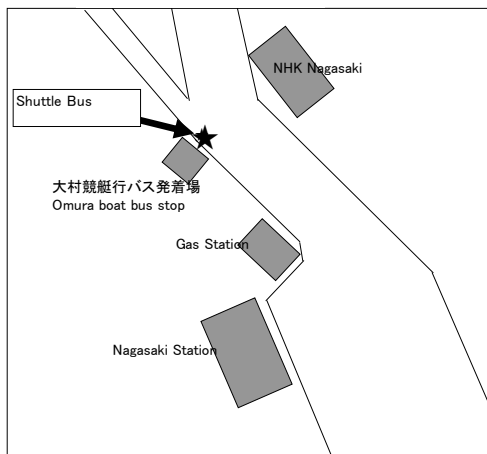 NHK Nagasaki
Shuttle Bus
大村競艇行バス発着場
Omura boat bus stop
Gas Station
Nagasaki Station